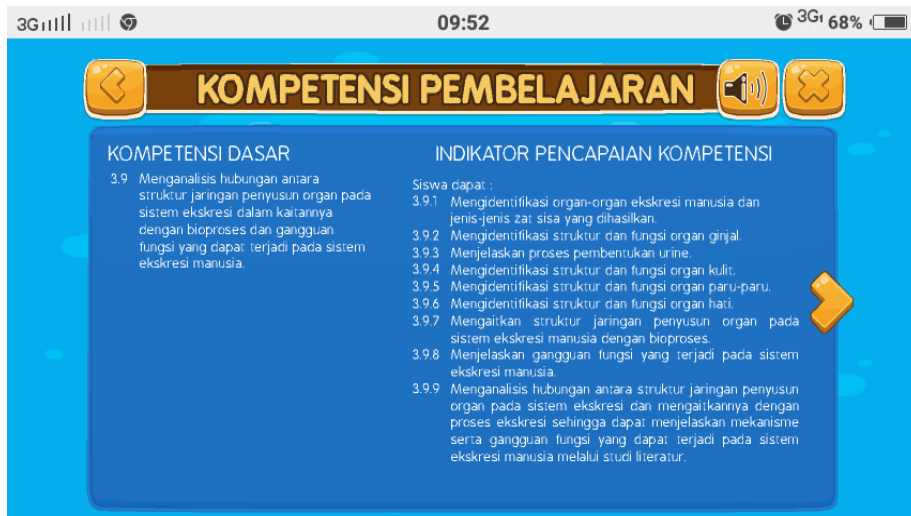 3G 09:52 3G 68%
KOMPETENSI PEMBELAJARAN
KOMPETENSI DASAR
3.9 Menganalisis hubungan antara
struktur jaringan penyusun organ pada
sistem ekskresi dalam kaitannya
dengan bioproses dan gangguan
fungsi yang dapat terjadi pada sistem
ekskresi manusia.
INDIKATOR PENCAPAIAN KOMPETENSI
Siswa dapat :
3.9.1 Mengidentifikasi organ-organ ekskresi manusia dan
jenis-jenis zat sisa yang dihasilkan.
3.9.2 Mengidentifikasi struktur dan fungsi organ ginjal.
3.9.3 Menjelaskan proses pembentukan urine.
3.9.4 Mengidentifikasi struktur dan fungsi organ kulit.
3.9.5 Mengidentifikasi struktur dan fungsi organ paru-paru.
3.9.6 Mengidentifikasi struktur dan fungsi organ hati.
3.9.7 Mengaitkan struktur jaringan penyusun organ pada
sistem ekskresi manusia dengan bioproses.
3.9.8 Menjelaskan gangguan fungsi yang terjadi pada sistem
ekskresi manusia.
3.9.9 Menganalisis hubungan antara struktur jaringan penyusun
organ pada sistem ekskresi dan mengaitkannya dengan
proses ekskresi sehingga dapat menjelaskan mekanisme
serta gangguan fungsi yang dapat terjadi pada sistem
ekskresi manusia melalui studi literatur.